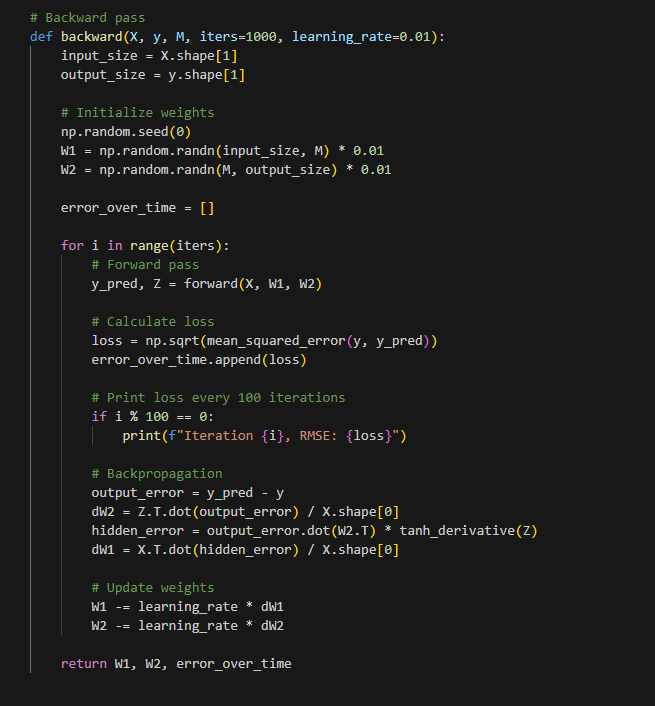 # Backward pass
def backward(X, y, M, iters=1000, learning_rate=0.01):
    input_size = X.shape[1]
    output_size = y.shape[1]

    # Initialize weights
    np.random.seed(0)
    W1 = np.random.randn(input_size, M) * 0.01
    W2 = np.random.randn(M, output_size) * 0.01

    error_over_time = []

    for i in range(iters):
        # Forward pass
        y_pred, Z = forward(X, W1, W2)

        # Calculate loss
        loss = np.sqrt(mean_squared_error(y, y_pred))
        error_over_time.append(loss)

        # Print loss every 100 iterations
        if i % 100 == 0:
            print(f"Iteration {i}, RMSE: {loss}")

        # Backpropagation
        output_error = y_pred - y
        dW2 = Z.T.dot(output_error) / X.shape[0]
        hidden_error = output_error.dot(W2.T) * tanh_derivative(Z)
        dW1 = X.T.dot(hidden_error) / X.shape[0]

        # Update weights
        W1 -= learning_rate * dW1
        W2 -= learning_rate * dW2

    return W1, W2, error_over_time